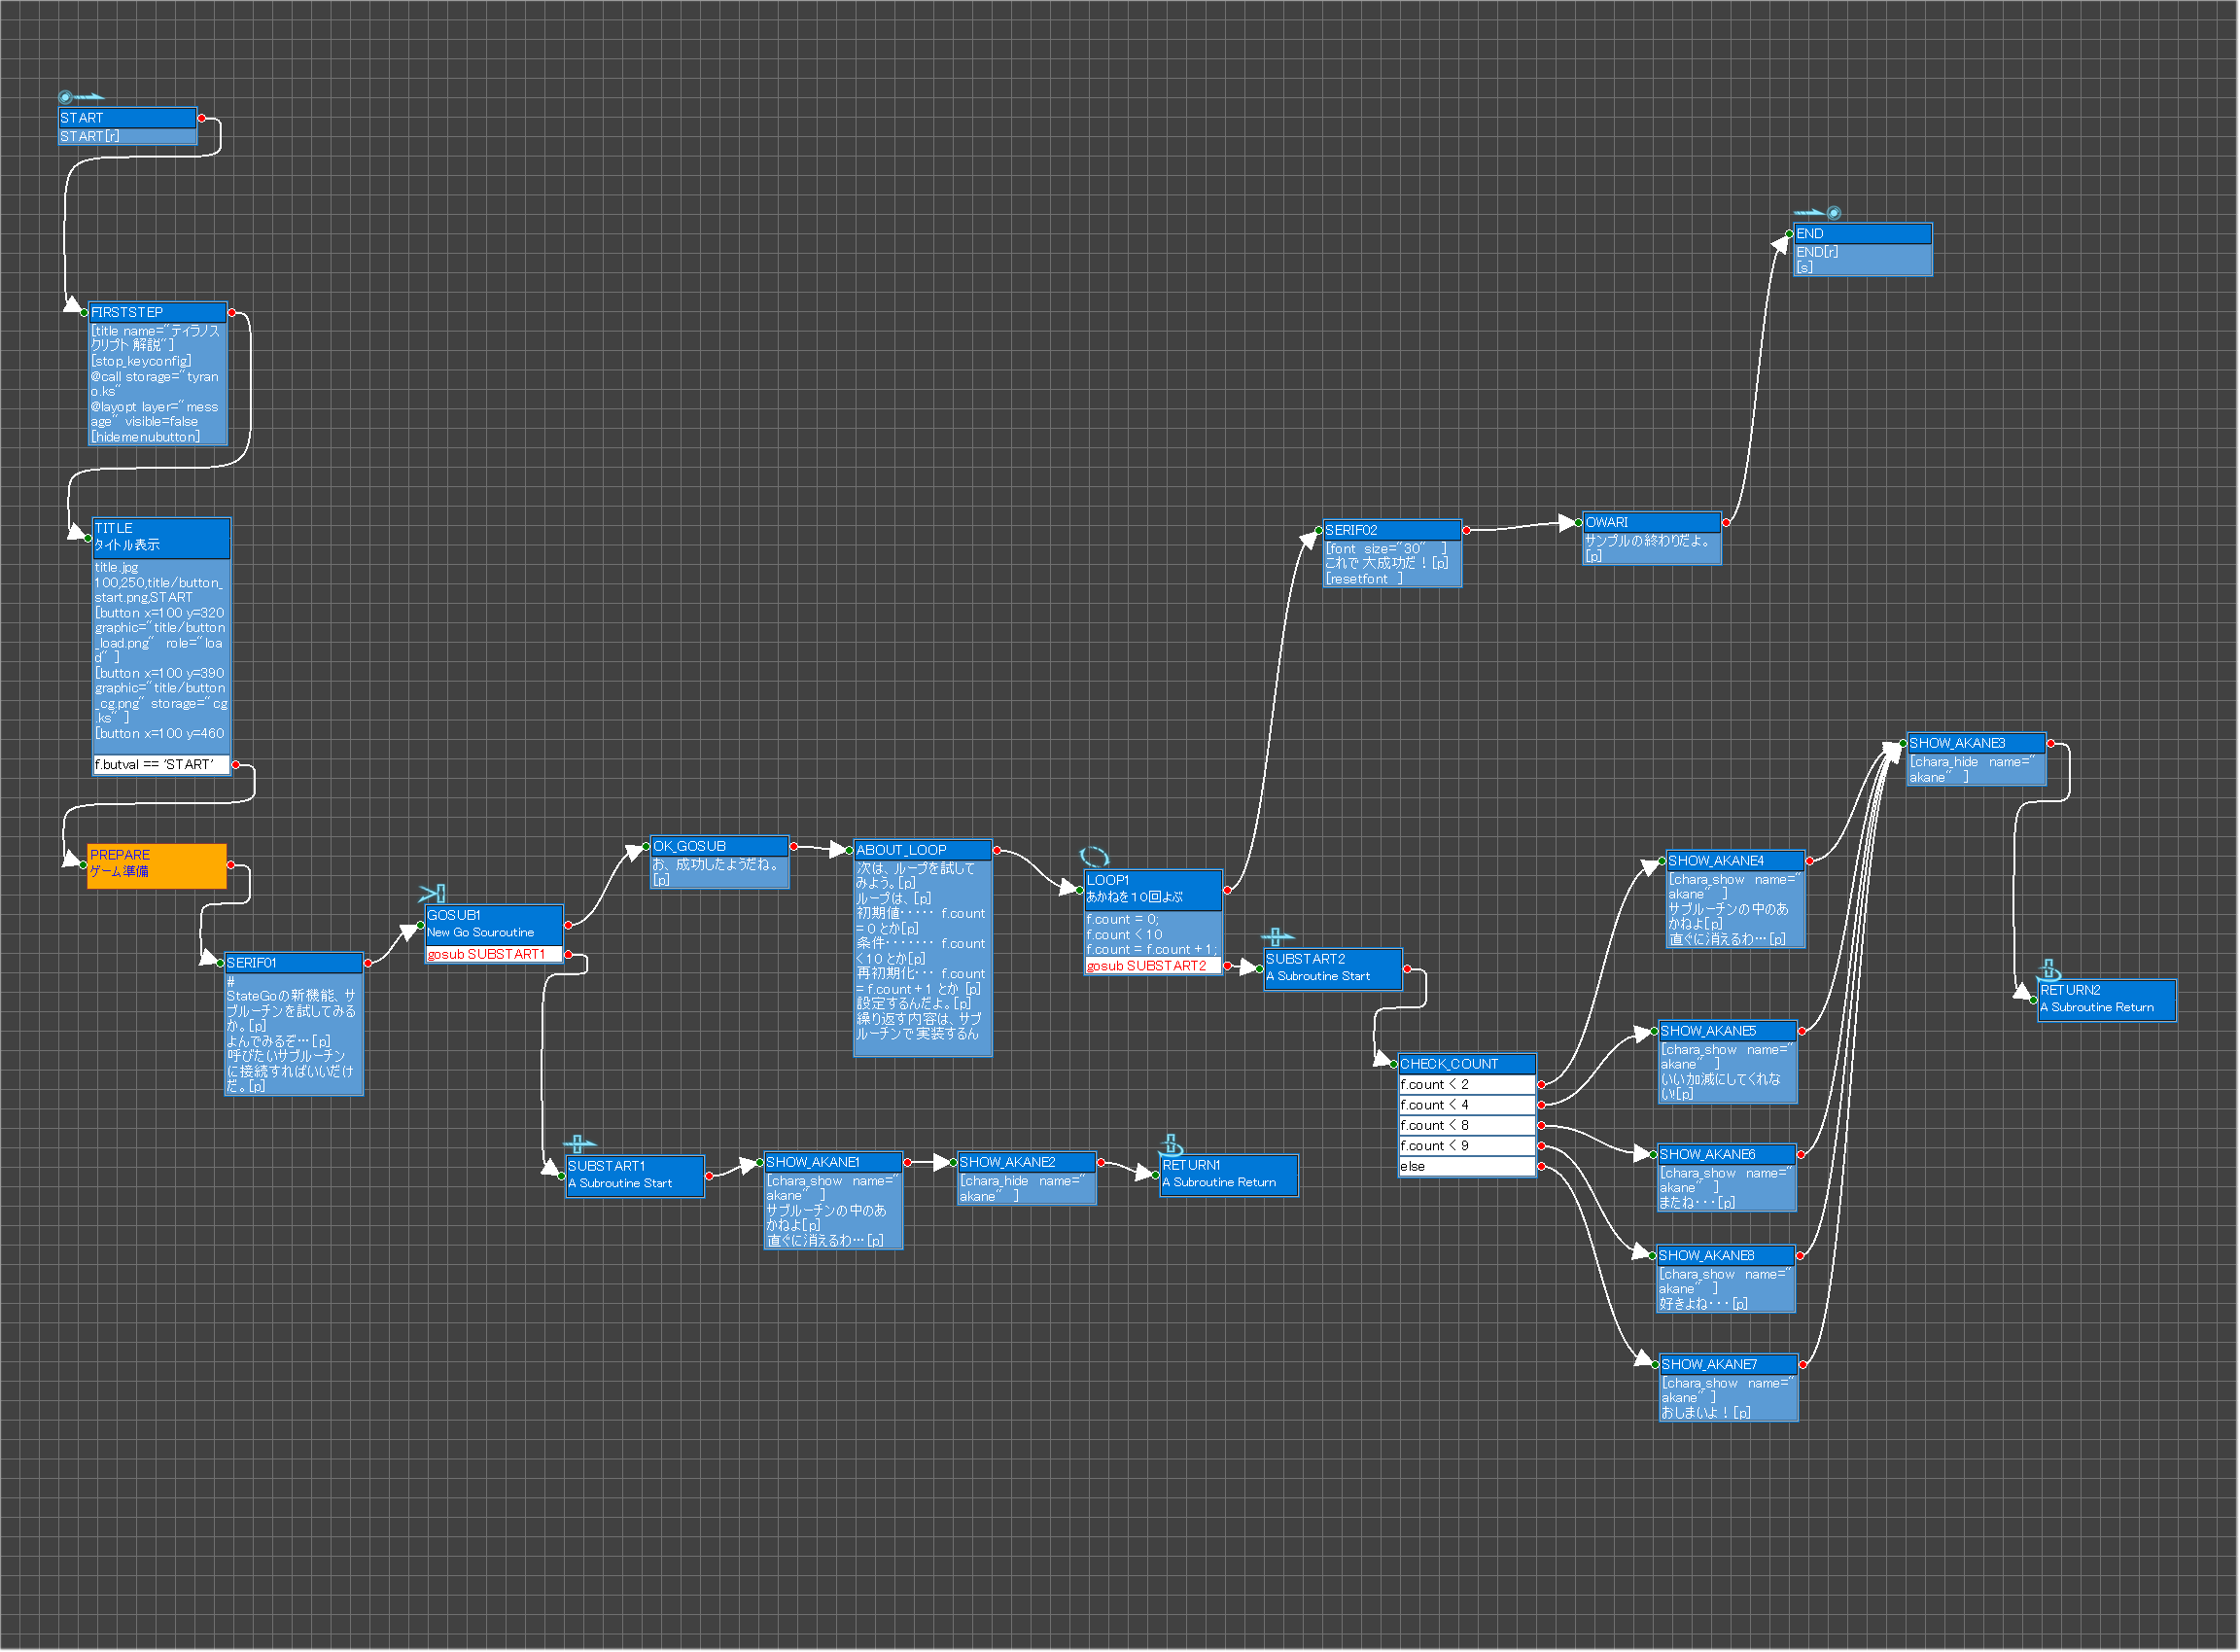 START
START[r]
FIRSTSTEP
[title name="ティラノス
クリプト 解説"]
[stop_keyconfig]
@call storage="tyran
o.ks"
@layopt layer="mess
age" visible=false
[hidemenubutton]
TITLE
タイトル表示
title.jpg
100,250,title/button_
start.png,START
[button x=100 y=320
graphic="title/button
_load.png"  role="loa
d" ]
[button x=100 y=390
graphic="title/button
_cg.png" storage="cg
.ks" ]
[button x=100 y=460
f.butval == 'START'
PREPARE
ゲーム準備
SERIF01
#
StateGoの新機能、サ
ブルーチンを試してみる
か。[p]
よんでみるぞ…[p]
呼びたいサブルーチン
に接続すればいいだけ
だ。[p]
GOSUB1
New Go Souroutine
gosub SUBSTART1
OK_GOSUB
お、成功したようだね。
[p]
ABOUT_LOOP
次は、ループを試して
みよう。[p]
ループは、[p]
初期値・・・・・ f.count
= 0 とか[p]
条件・・・・・・・ f.count
< 10 とか[p]
再初期化・・・ f.count
= f.count + 1 とか [p]
設定するんだよ。[p]
繰り返す内容は、サブ
ルーチンで実装するん
LOOP1
あかねを10回よぶ
f.count = 0;
f.count < 10
f.count = f.count + 1;
gosub SUBSTART2
SUBSTART1
A Subroutine Start
SHOW_AKANE1
[chara_show  name="
akane"  ]
サブルーチンの中のあ
かねよ[p]
直ぐに消えるわ…[p]
SHOW_AKANE2
[chara_hide  name="
akane"  ]
RETURN1
A Subroutine Return
SERIF02
[font  size="30"  ]
これで 大成功だ！[p]
[resetfont  ]
OWARI
サンプルの終わりだよ。
[p]
END
END[r]
[s]
SUBSTART2
A Subroutine Start
CHECK_COUNT
f.count < 2
f.count < 4
f.count < 8
f.count < 9
else
SHOW_AKANE4
[chara_show  name="
akane"  ]
サブルーチンの中のあ
かねよ[p]
直ぐに消えるわ…[p]
SHOW_AKANE5
[chara_show  name="
akane"  ]
いい加減にしてくれな
い![p]
SHOW_AKANE6
[chara_show  name="
akane"  ]
またね・・・[p]
SHOW_AKANE8
[chara_show  name="
akane"  ]
好きよね・・・[p]
SHOW_AKANE7
[chara_show  name="
akane"  ]
おしまいよ！[p]
SHOW_AKANE3
[chara_hide  name="
akane"  ]
RETURN2
A Subroutine Return